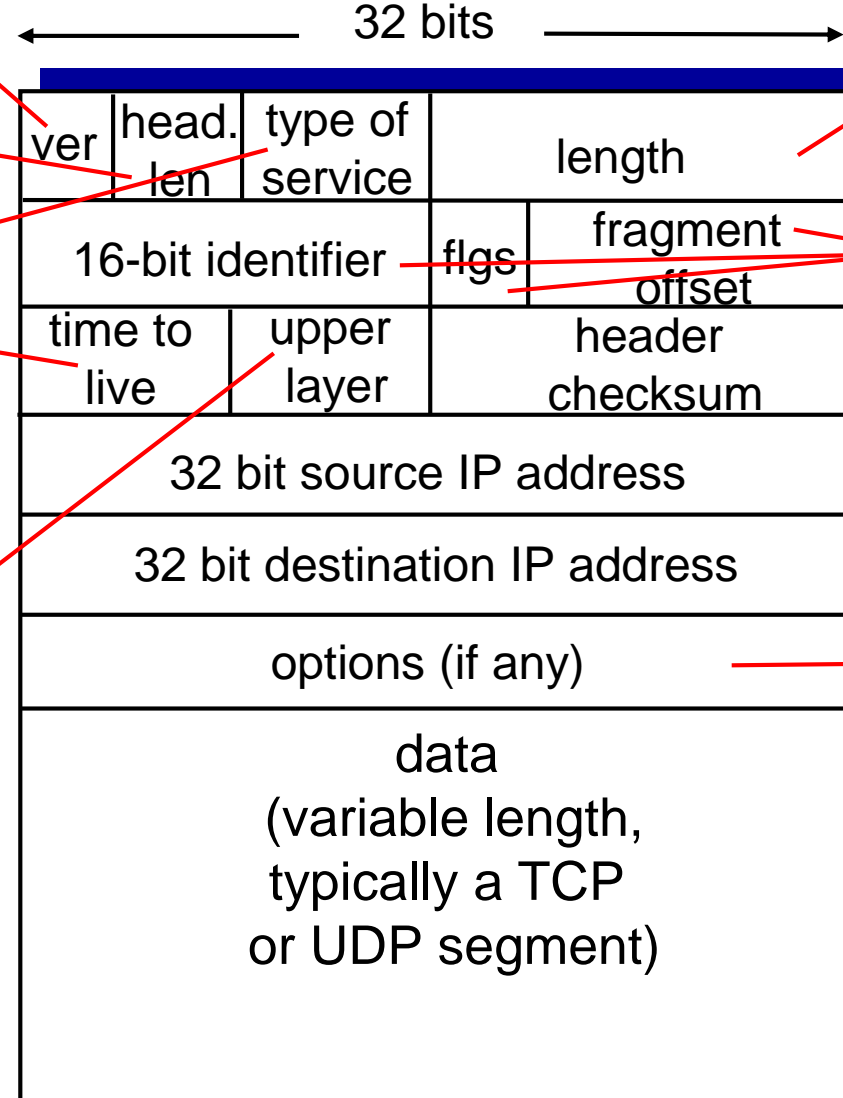 32 bits
ver
head.
len
type of
service
length
16-bit identifier
flgs
fragment
offset
time to
live
upper
layer
header
checksum
32 bit source IP address
32 bit destination IP address
options (if any)
data
(variable length,
typically a TCP
or UDP segment)